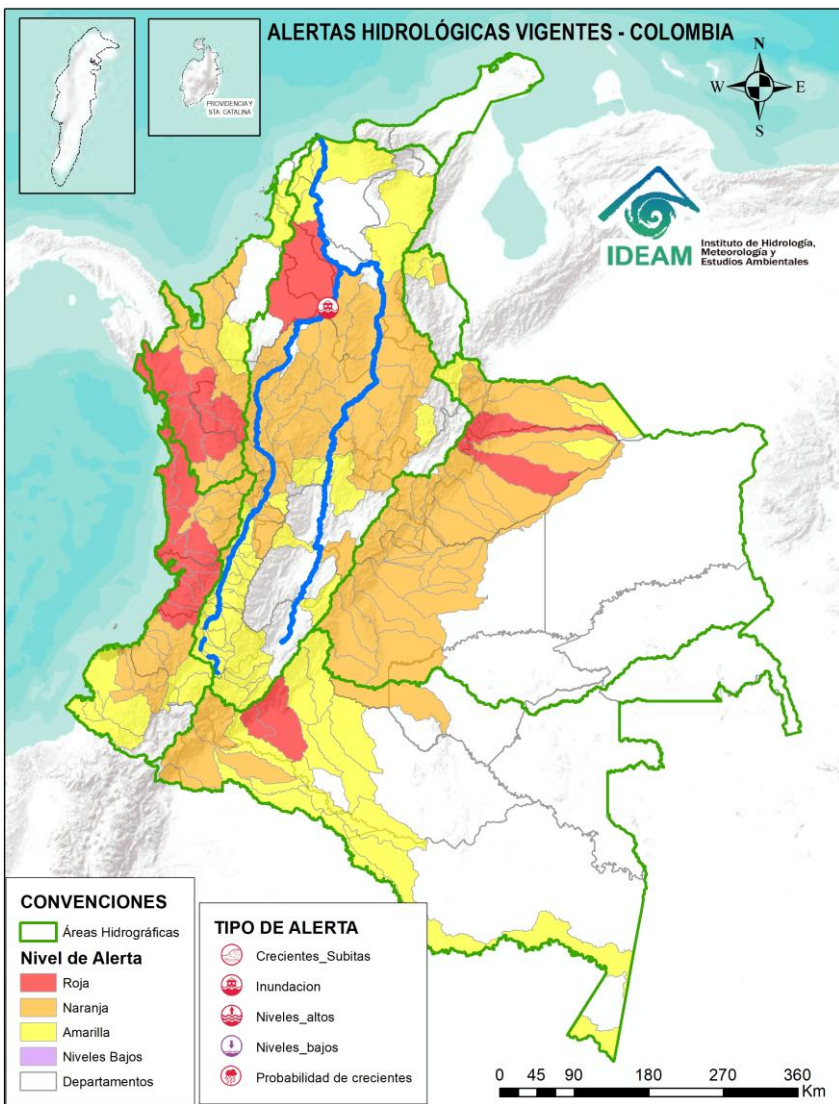 ALERTAS HIDROLÓGICAS VIGENTES - COLOMBIA
PROVIDENCIA Y
STA. CATALINA
N
W
E
S
IDEAM
Instituto de Hidrología,
Meteorología y
Estudios Ambientales
CONVENCIONES
Áreas Hidrográficas
Nivel de Alerta
Roja
Naranja
Amarilla
Niveles Bajos
Departamentos
TIPO DE ALERTA
Crecientes_Subitas
Inundacion
Niveles_altos
Niveles_bajos
Probabilidad de crecientes
0 45 90 180 270 360
Km